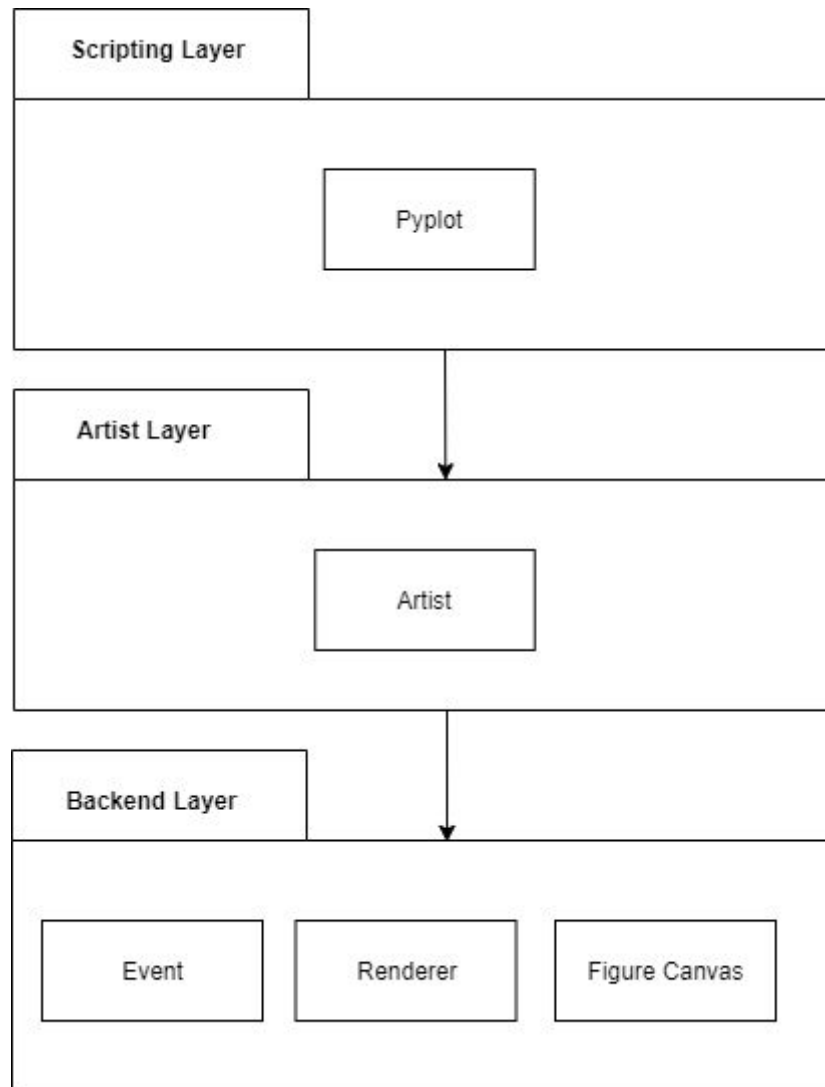 Scripting Layer
Pyplot
Artist Layer
Artist
Backend Layer
Event
Renderer
Figure Canvas